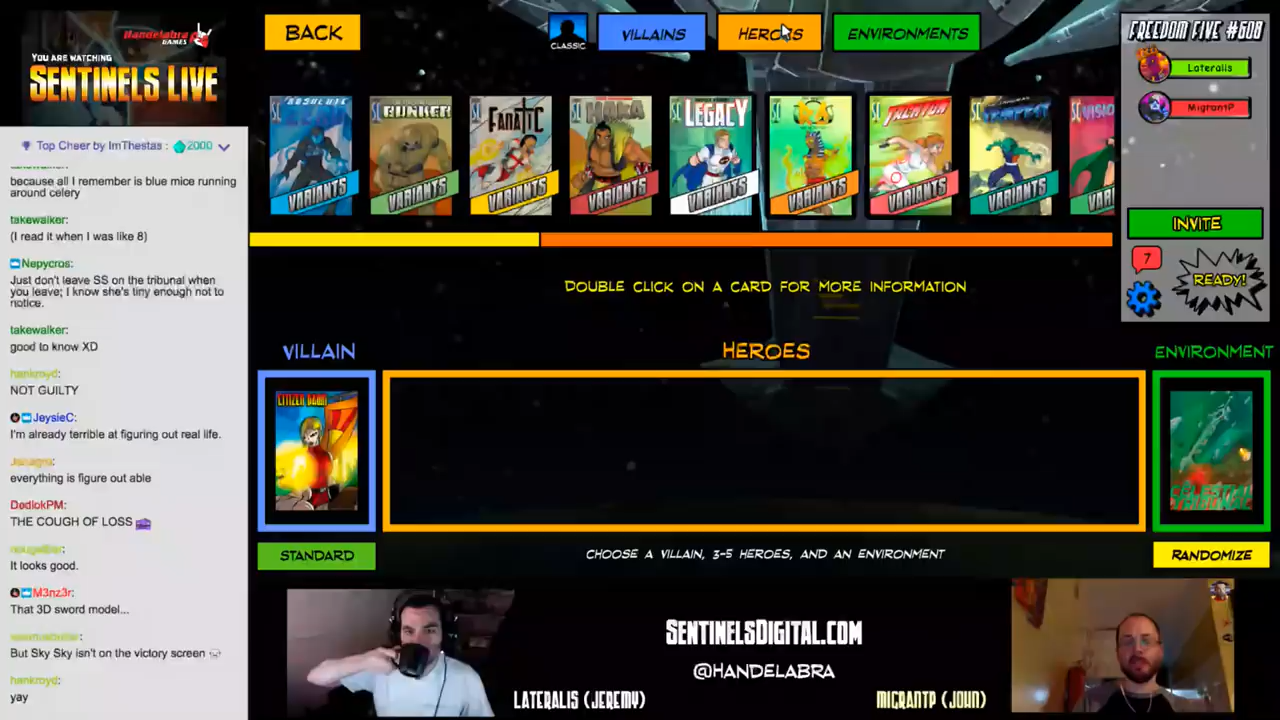 Handelabra
GAMES
YOU ARE WATCHING
SENTINELS LIVE
Top Cheer by ImThestas : 2000
because all I remember is blue mice running
around celery
takewalker:
(I read it when I was like 8)
Nepycros:
Just don't leave SS on the tribunal when
you leave; I know she's tiny enough not to
notice.
takewalker:
good to know XD
hankroyd:
NOT GUILTY
JeysieC:
I'm already terrible at figuring out real life.
everything is figure out able
DedlokPM:
THE COUGH OF LOSS
It looks good.
M3nz3r:
That 3D sword model...
But Sky Sky isn't on the victory screen
hankroyd:
yay
BACK
CLASSIC
VILLAINS
HEROES
ENVIRONMENTS
ABSOLUTE
VARIANTS
BUNKER
VARIANTS
FANATIC
VARIANTS
HAKA
VARIANTS
LEGACY
VARIANTS
RA
VARIANTS
VARIANTS
TEMPEST
VARIANTS
VISIO
VARI
DOUBLE CLICK ON A CARD FOR MORE INFORMATION
VILLAIN
HEROES
ENVIRONMENT
CITIZEN DAWN
STANDARD
CHOOSE A VILLAIN, 3-5 HEROES, AND AN ENVIRONMENT
RANDOMIZE
FREEDOM FIVE #608
Lateralis
MigrantP
INVITE
7
READY!
SENTINELSDIGITAL.COM
@HANDELABRA
LATERALIS (JEREMY)
MIGRANTP (JOHN)